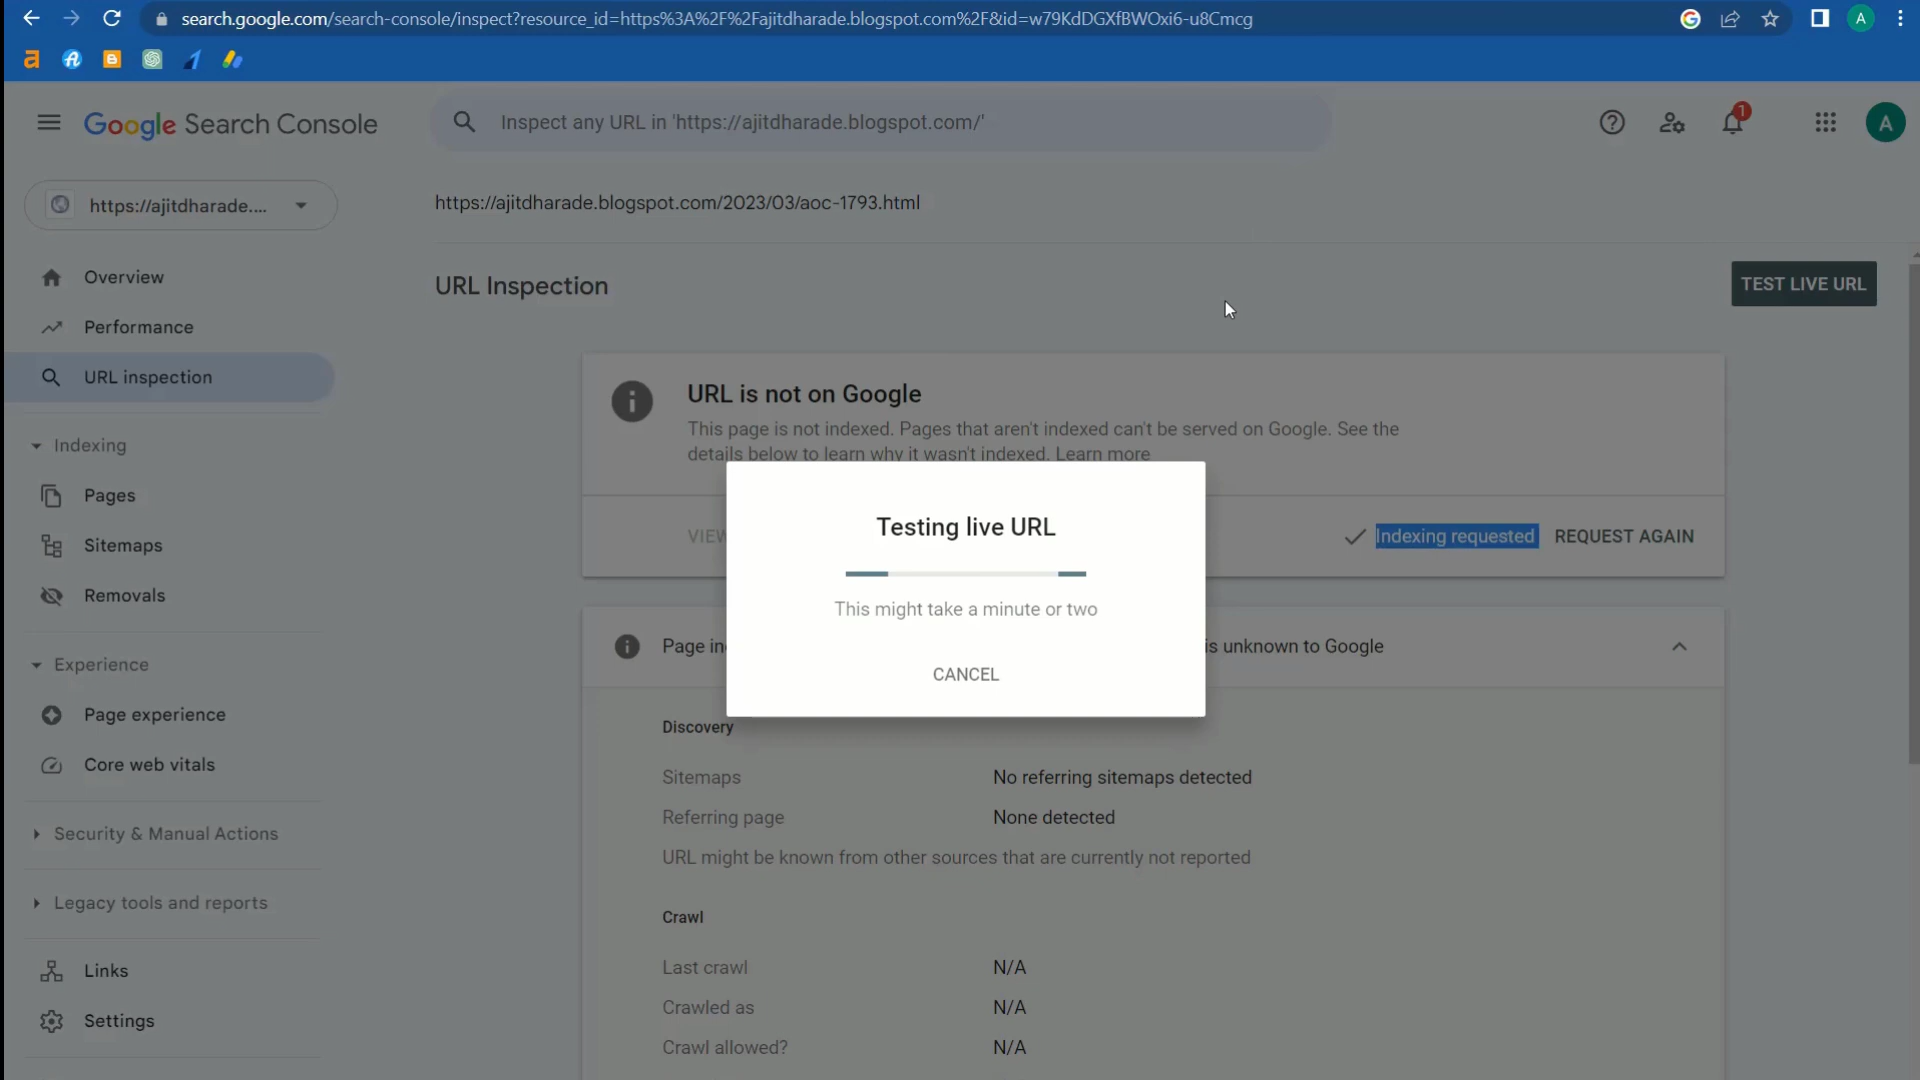 search.google.com/search-console/inspect?resource_id=https%3A%2F%2Fajitdharade.blogspot.com%2F&id=w79KdDGXfBWOxi6-u8Cmcg
A
Google Search Console
Inspect any URL in 'https://ajitdharade.blogspot.com/'
1
A
https://ajitdharade....
https://ajitdharade.blogspot.com/2023/03/aoc-1793.html
Overview
Performance
URL inspection
Indexing
Pages
Sitemaps
Removals
Experience
Page experience
Core web vitals
Security & Manual Actions
Legacy tools and reports
Links
Settings
URL Inspection
TEST LIVE URL
URL is not on Google
This page is not indexed. Pages that aren't indexed can't be served on Google. See the
details below to learn why it wasn't indexed. Learn more
VIEW
Indexing requested
REQUEST AGAIN
Testing live URL
This might take a minute or two
CANCEL
Page in
is unknown to Google
Discovery
Sitemaps
No referring sitemaps detected
Referring page
None detected
URL might be known from other sources that are currently not reported
Crawl
Last crawl
N/A
Crawled as
N/A
Crawl allowed?
N/A